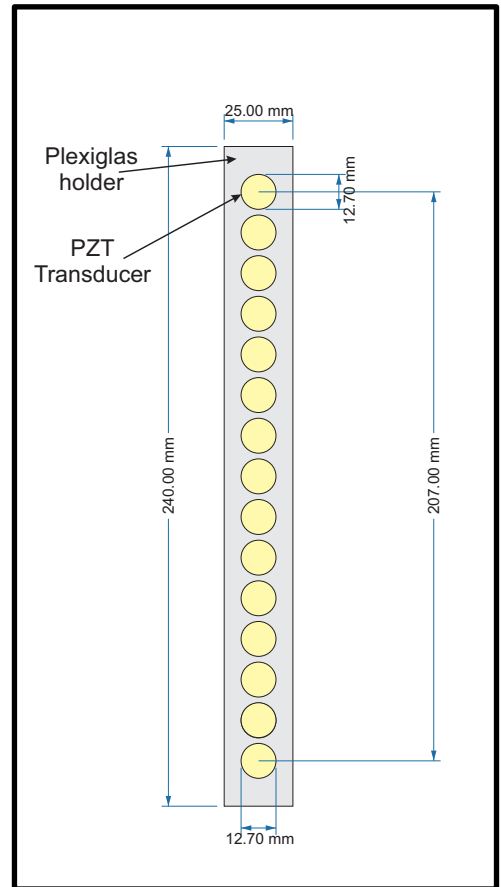 25.00 mm
Plexiglas
holder
12.70 mm
PZT
Transducer
240.00 mm
207.00 mm
12.70 mm